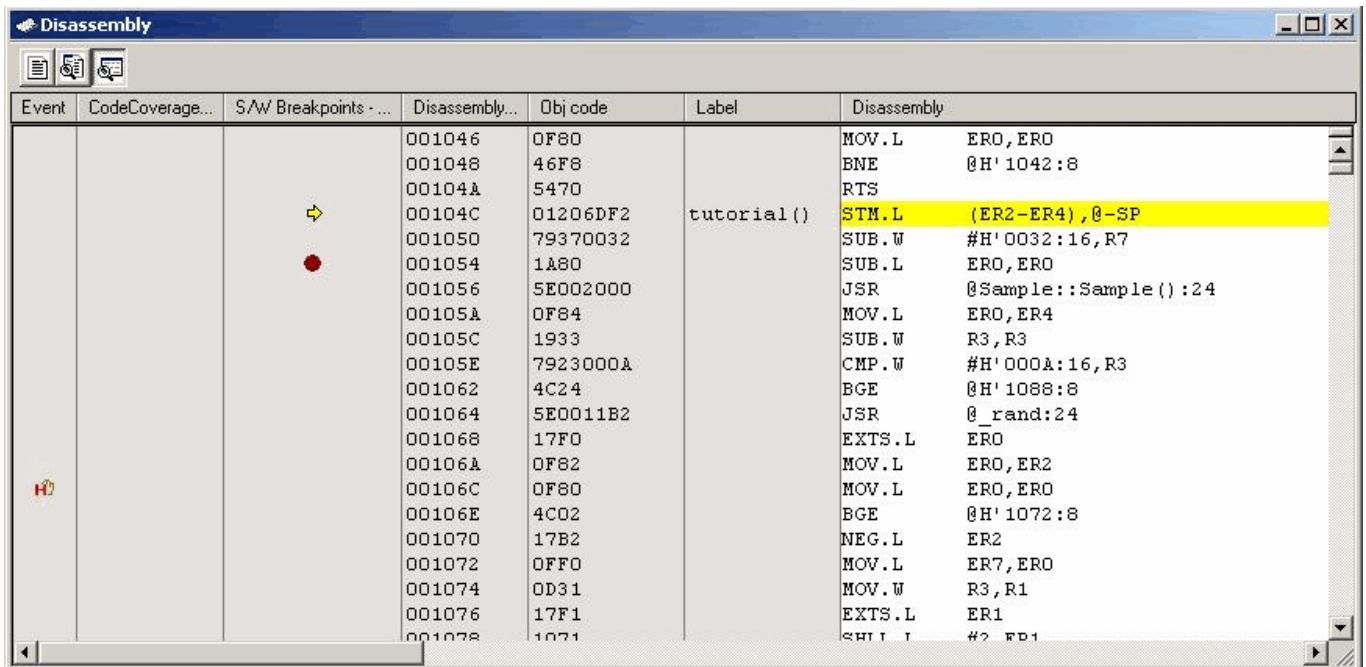 Disassembly
Event CodeCoverage... S/W Breakpoints - ... Disassembly... Obj code Label Disassembly
001046 0F80 MOV.L ER0,ER0
001048 46F8 BNE @H'1042:8
00104A 5470 RTS
00104C 01206DF2 tutorial() STM.L (ER2-ER4),@-SP
001050 79370032 SUB.W #H'0032:16,R7
001054 1A80 SUB.L ER0,ER0
001056 5E002000 JSR @Sample::Sample():24
00105A 0F84 MOV.L ER0,ER4
00105C 1933 SUB.W R3,R3
00105E 7923000A CMP.W #H'000A:16,R3
001062 4C24 BGE @H'1088:8
001064 5E0011B2 JSR @_rand:24
001068 17F0 EXTS.L ER0
00106A 0F82 MOV.L ER0,ER2
H 00106C 0F80 MOV.L ER0,ER0
00106E 4C02 BGE @H'1072:8
001070 17B2 NEG.L ER2
001072 0FF0 MOV.L ER7,ER0
001074 0D31 MOV.W R3,R1
001076 17F1 EXTS.L ER1
001078 1071 SHLL.L #2,ER1